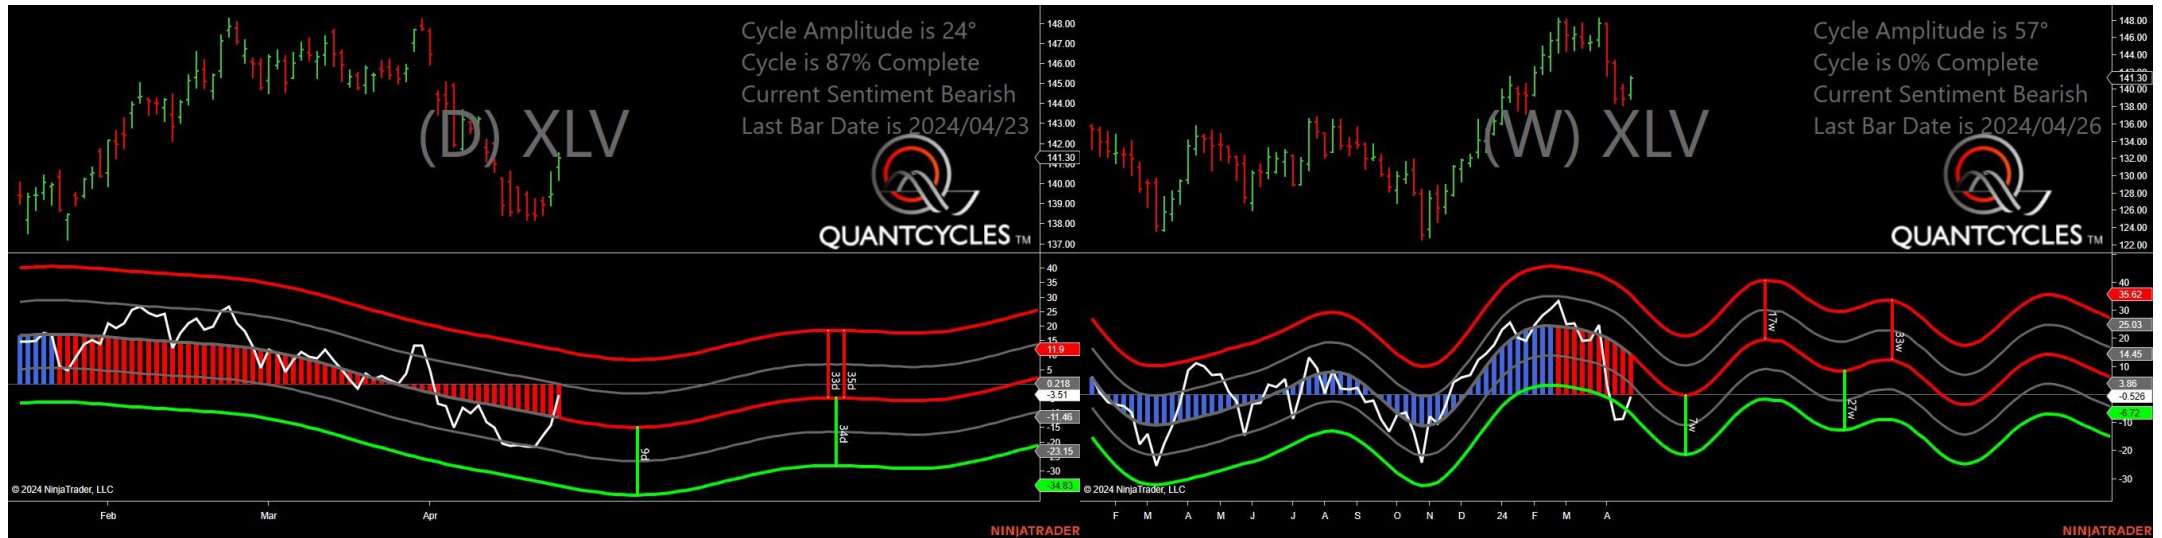 Cycle Amplitude is 24°
Cycle is 87% Complete
Current Sentiment Bearish
Last Bar Date is 2024/04/23
(D) XLV
QUANTCYCLES TM
148.00
147.00
146.00
145.00
144.00
143.00
142.00
141.30
140.00
139.00
138.00
137.00
40
35
30
25
20
15
11.9
5
0.218
-3.51
-11.46
-15
-20
-23.15
-30
-34.83
33d
35d
34d
9d
© 2024 NinjaTrader, LLC
Feb
Mar
Apr
NINJATRADER
Cycle Amplitude is 57°
Cycle is 0% Complete
Current Sentiment Bearish
Last Bar Date is 2024/04/26
(W) XLV
QUANTCYCLES TM
148.00
146.00
144.00
141.30
140.00
138.00
136.00
134.00
132.00
130.00
128.00
126.00
124.00
122.00
40
35.62
30
25.03
20
14.45
10
3.86
-0.526
-6.72
-10
-20
-30
17w
33w
27w
7w
© 2024 NinjaTrader, LLC
F
M
A
M
J
J
A
S
O
N
D
24
F
M
A
NINJATRADER